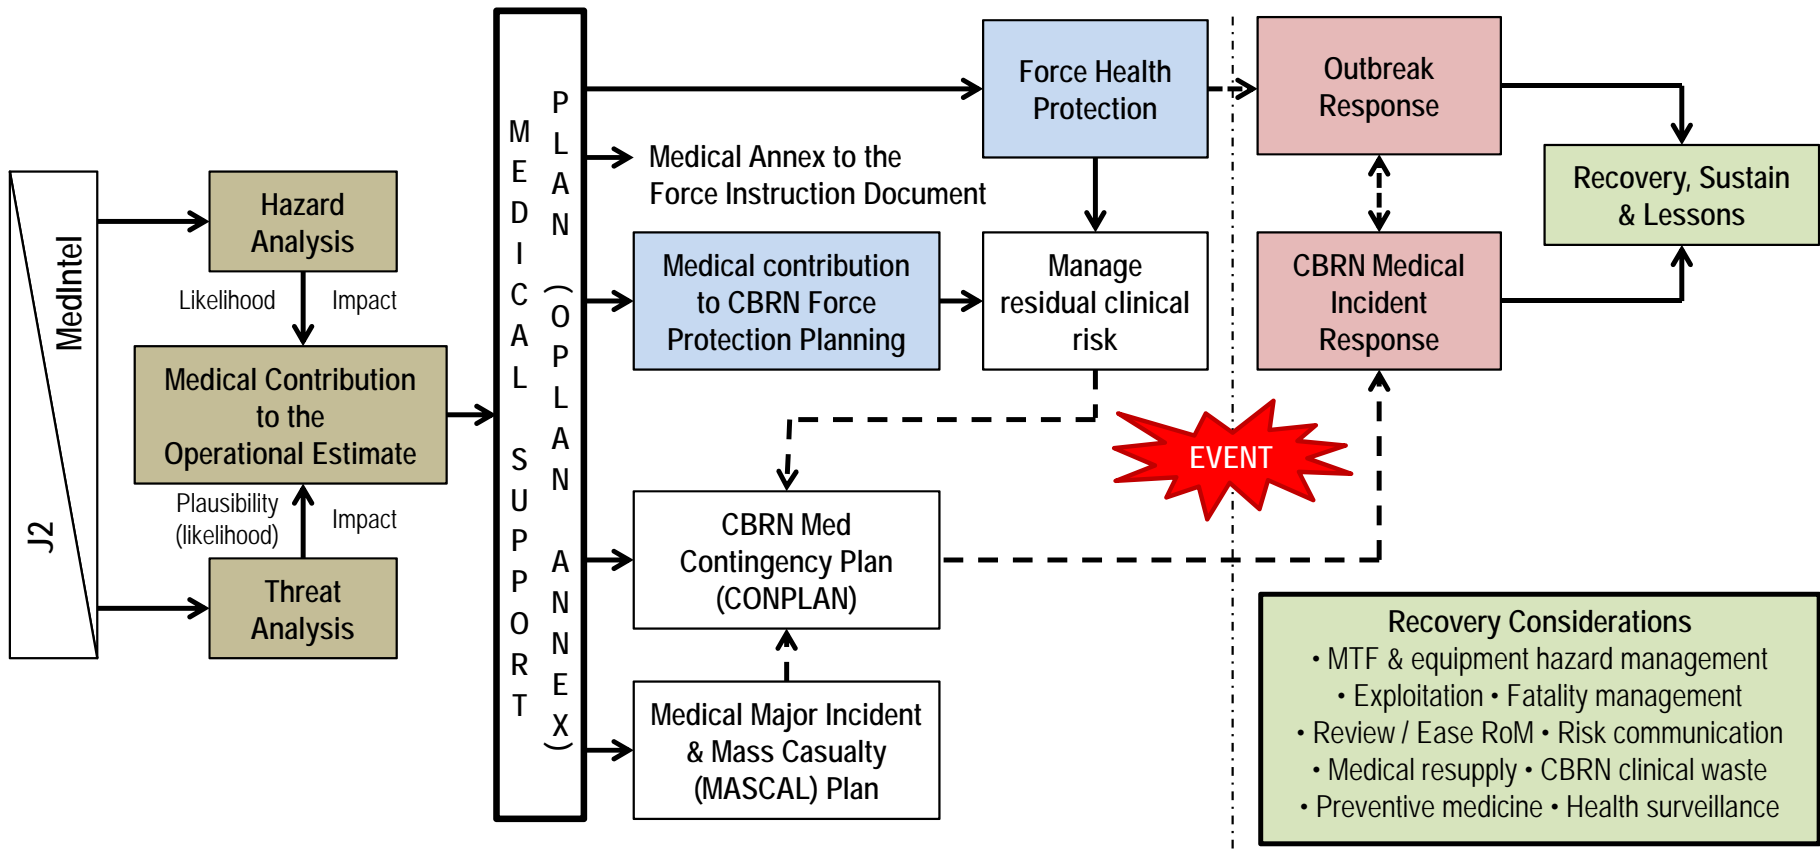 MedIntel
J2
Hazard
Analysis
Likelihood
Impact
Medical Contribution
to the
Operational Estimate
Plausibility
(likelihood)
Impact
Threat
Analysis
MEDICAL SUPPORT
PLAN (OPLAN ANNEX)
Force Health
Protection
Medical Annex to the
Force Instruction Document
Medical contribution
to CBRN Force
Protection Planning
Manage
residual clinical
risk
CBRN Med
Contingency Plan
(CONPLAN)
Medical Major Incident
& Mass Casualty
(MASCAL) Plan
EVENT
Outbreak
Response
CBRN Medical
Incident
Response
Recovery, Sustain
& Lessons
Recovery Considerations
• MTF & equipment hazard management
• Exploitation • Fatality management
• Review / Ease RoM • Risk communication
• Medical resupply • CBRN clinical waste
• Preventive medicine • Health surveillance